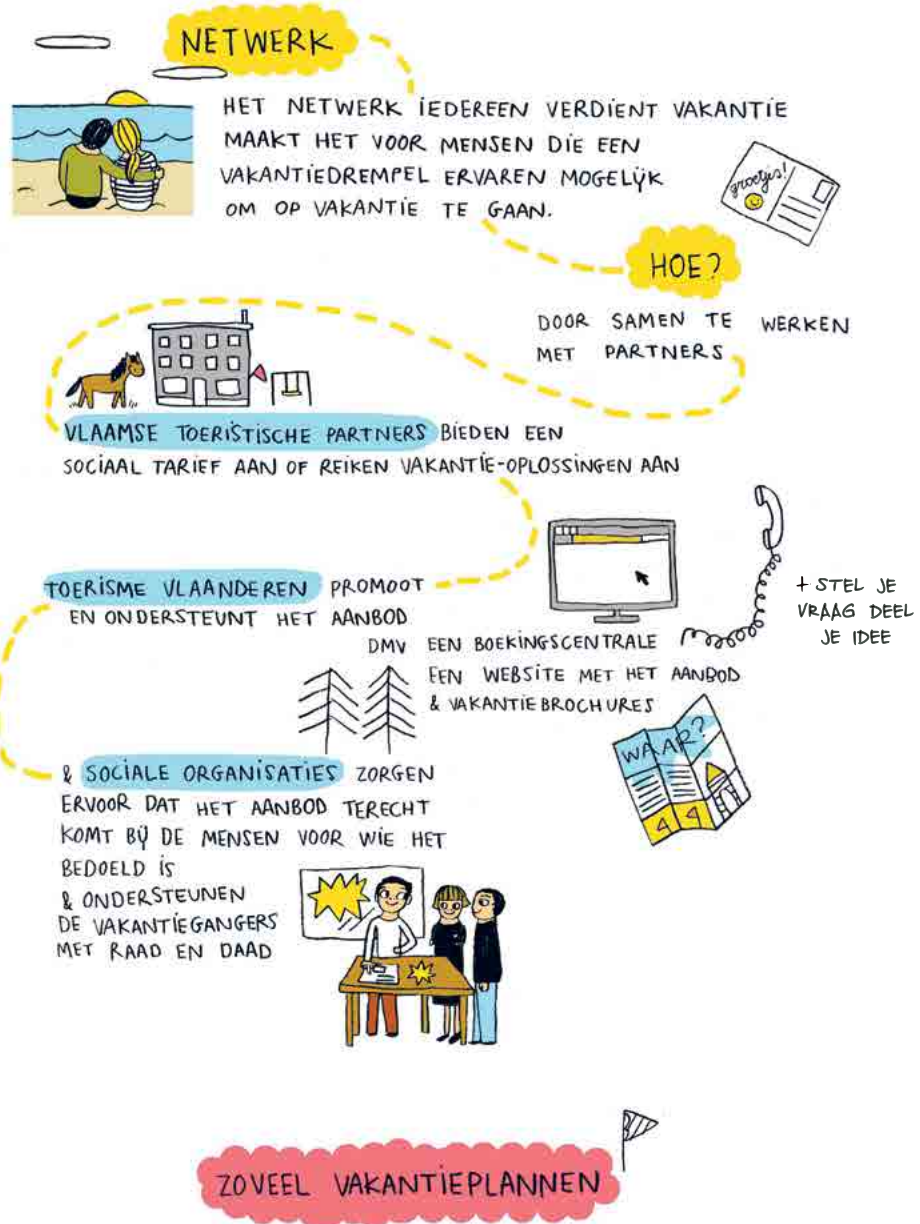 NETWERK
HET NETWERK IEDEREEN VERDIENT VAKANTIE
MAAKT HET VOOR MENSEN DIE EEN
VAKANTIEDREMPEL ERVAREN MOGELIJK
OM OP VAKANTIE TE GAAN.
groetjes!
HOE?
DOOR SAMEN TE WERKEN
MET PARTNERS
VLAAMSE TOERISTISCHE PARTNERS BIEDEN EEN
SOCIAAL TARIEF AAN OF REIKEN VAKANTIE-OPLOSSINGEN AAN
TOERISME VLAANDEREN PROMOOT
EN ONDERSTEUNT HET AANBOD
DMV EEN BOEKINGSCENTRALE
EEN WEBSITE MET HET AANBOD
& VAKANTIEBROCHURES
+ STEL JE
VRAAG DEEL
JE IDEE
WAAR?
& SOCIALE ORGANISATIES ZORGEN
ERVOOR DAT HET AANBOD TERECHT
KOMT BIJ DE MENSEN VOOR WIE HET
BEDOELD IS
& ONDERSTEUNEN
DE VAKANTIEGANGERS
MET RAAD EN DAAD
ZOVEEL VAKANTIEPLANNEN